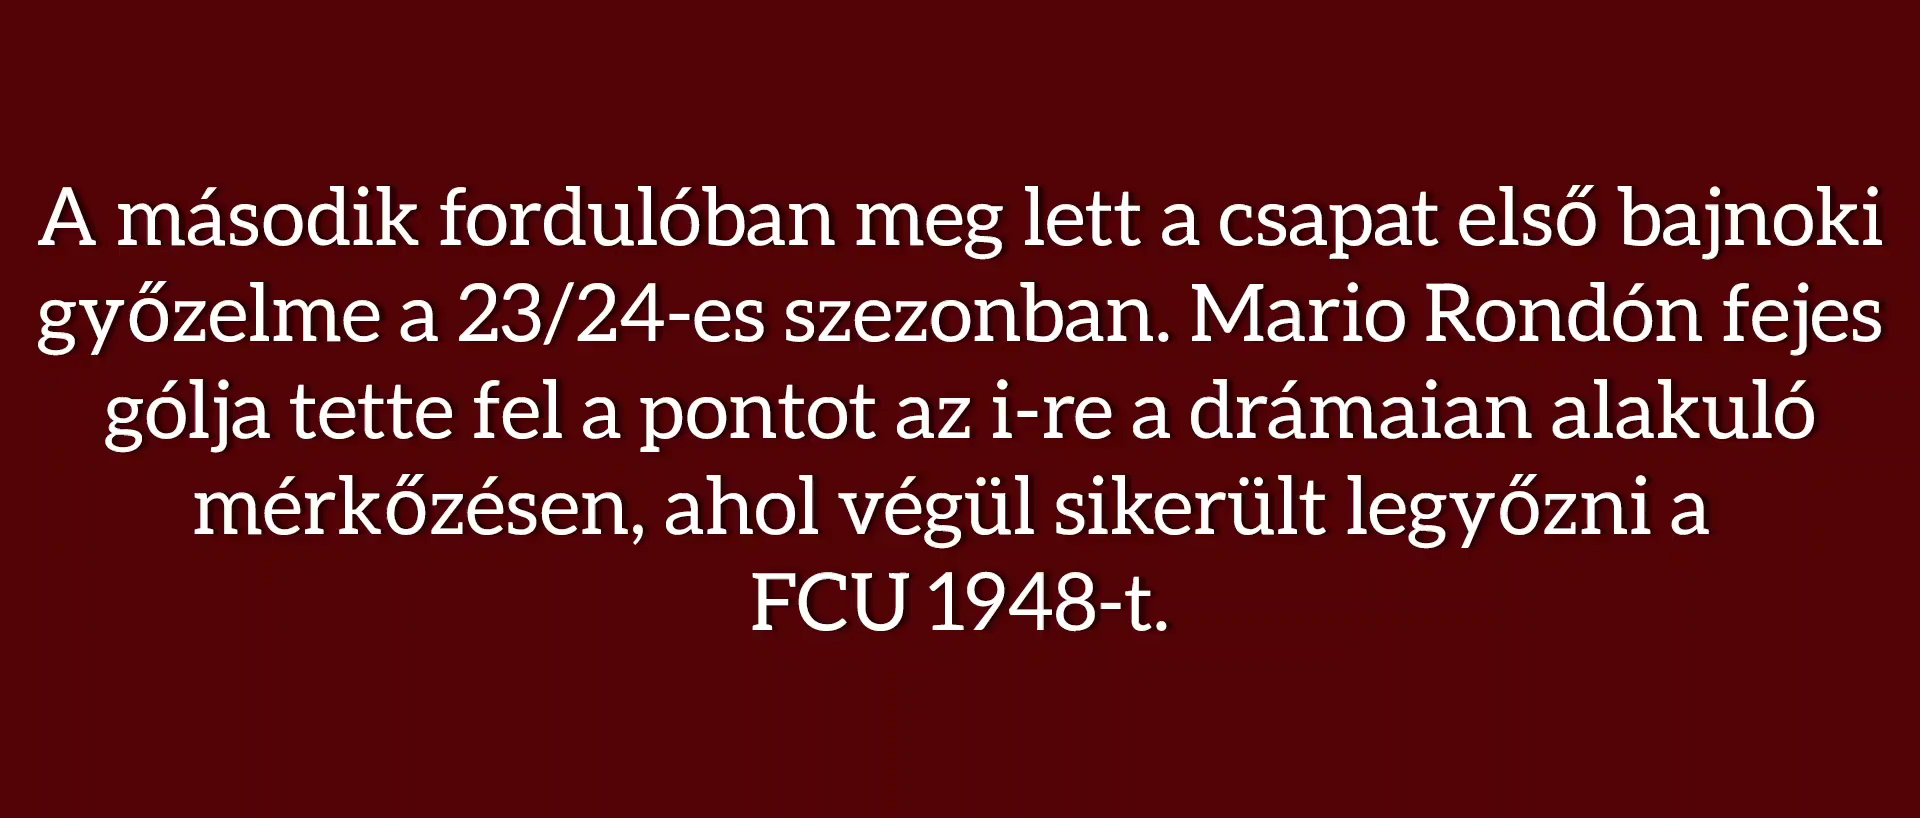 A második fordulóban meg lett a csapat első bajnoki
győzelme a 23/24-es szezonban. Mario Rondón fejes
gólja tette fel a pontot az i-re a drámaian alakuló
mérkőzésen, ahol végül sikerült legyőzni a
FCU 1948-t.